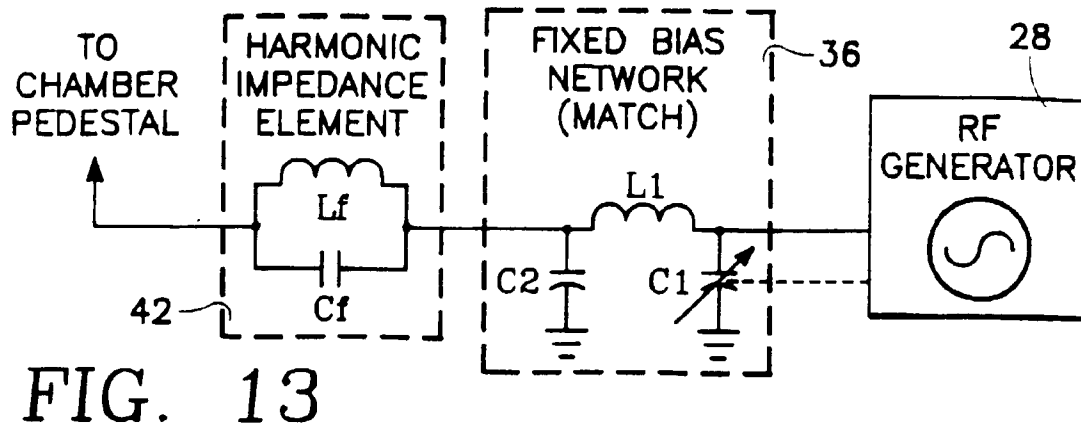 TO
CHAMBER
PEDESTAL
HARMONIC
IMPEDANCE
ELEMENT
Lf
Cf
42
FIXED BIAS
NETWORK
(MATCH)
36
L1
C2
C1
28
RF
GENERATOR
FIG. 13